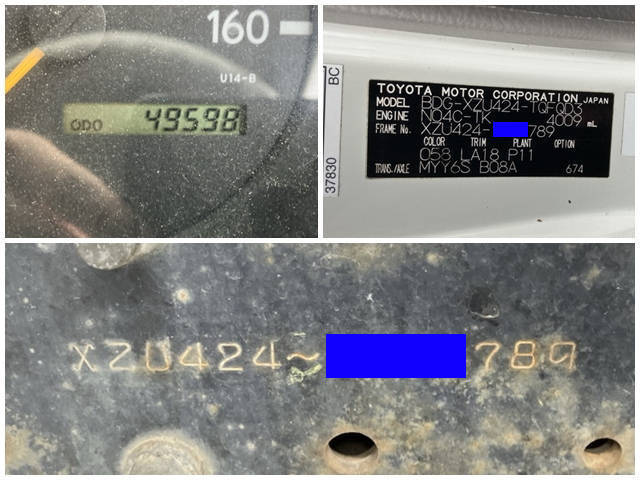 160
U14-B
ODO 49598
BC
37830
TOYOTA MOTOR CORPORATION JAPAN
MODEL BDG-XZU424-TQFQD3
ENGINE N04C-TK 4009 mL
FRAME No. XZU424- 789
COLOR TRIM PLANT OPTION
058 LA18 P11
TRANS./AXLE MYY6S B08A 674
XZU424~ 789